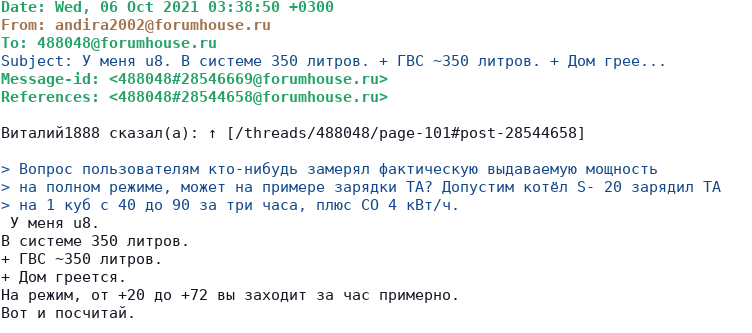 Date: Wed, 06 Oct 2021 03:38:50 +0300
From: andira2002@forumhouse.ru
To: 488048@forumhouse.ru
Subject: У меня u8. В системе 350 литров. + ГВС ~350 литров. + Дом грее...
Message-id: <488048#28546669@forumhouse.ru>
References: <488048#28544658@forumhouse.ru>

Виталий1888 сказал(а): ↑ [/threads/488048/page-101#post-28544658]

> Вопрос пользователям кто-нибудь замерял фактическую выдаваемую мощность
> на полном режиме, может на примере зарядки ТА? Допустим котёл S- 20 зарядил ТА
> на 1 куб с 40 до 90 за три часа, плюс СО 4 кВт/ч.
У меня u8.
В системе 350 литров.
+ ГВС ~350 литров.
+ Дом греется.
На режим, от +20 до +72 вы заходит за час примерно.
Вот и посчитай.